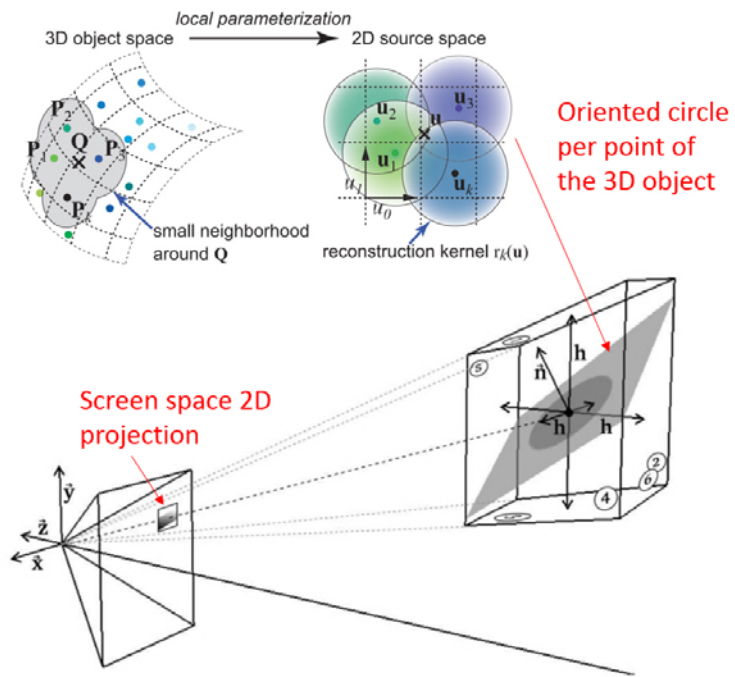 local parameterization
3D object space
2D source space
P2
Q
P
P3
Pk
small neighborhood
around Q
u2
u3
u
u1
uk
u1
u0
reconstruction kernel rk(u)
Oriented circle
per point of
the 3D object
Screen space 2D
projection
5
n
h
h
h
2
6
4
y
z
x